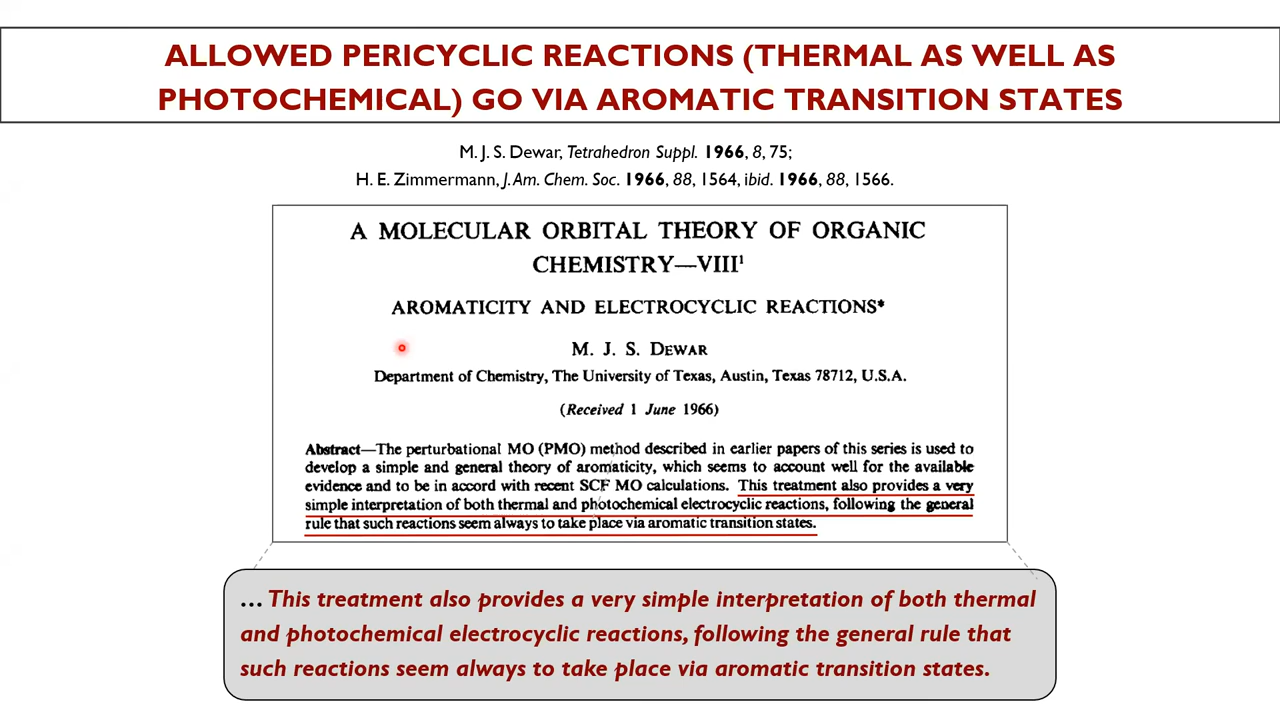 ALLOWED PERICYCLIC REACTIONS (THERMAL AS WELL AS
PHOTOCHEMICAL) GO VIA AROMATIC TRANSITION STATES
M. J. S. Dewar, Tetrahedron Suppl. 1966, 8, 75;
H. E. Zimmermann, J. Am. Chem. Soc. 1966, 88, 1564, ibid. 1966, 88, 1566.
A MOLECULAR ORBITAL THEORY OF ORGANIC
CHEMISTRY—VIII¹
AROMATICITY AND ELECTROCYCLIC REACTIONS*
M. J. S. DEWAR
Department of Chemistry, The University of Texas, Austin, Texas 78712, U.S.A.
(Received 1 June 1966)
Abstract—The perturbational MO (PMO) method described in earlier papers of this series is used to
develop a simple and general theory of aromaticity, which seems to account well for the available
evidence and to be in accord with recent SCF MO calculations. This treatment also provides a very
simple interpretation of both thermal and photochemical electrocyclic reactions, following the general
rule that such reactions seem always to take place via aromatic transition states.
… This treatment also provides a very simple interpretation of both thermal
and photochemical electrocyclic reactions, following the general rule that
such reactions seem always to take place via aromatic transition states.